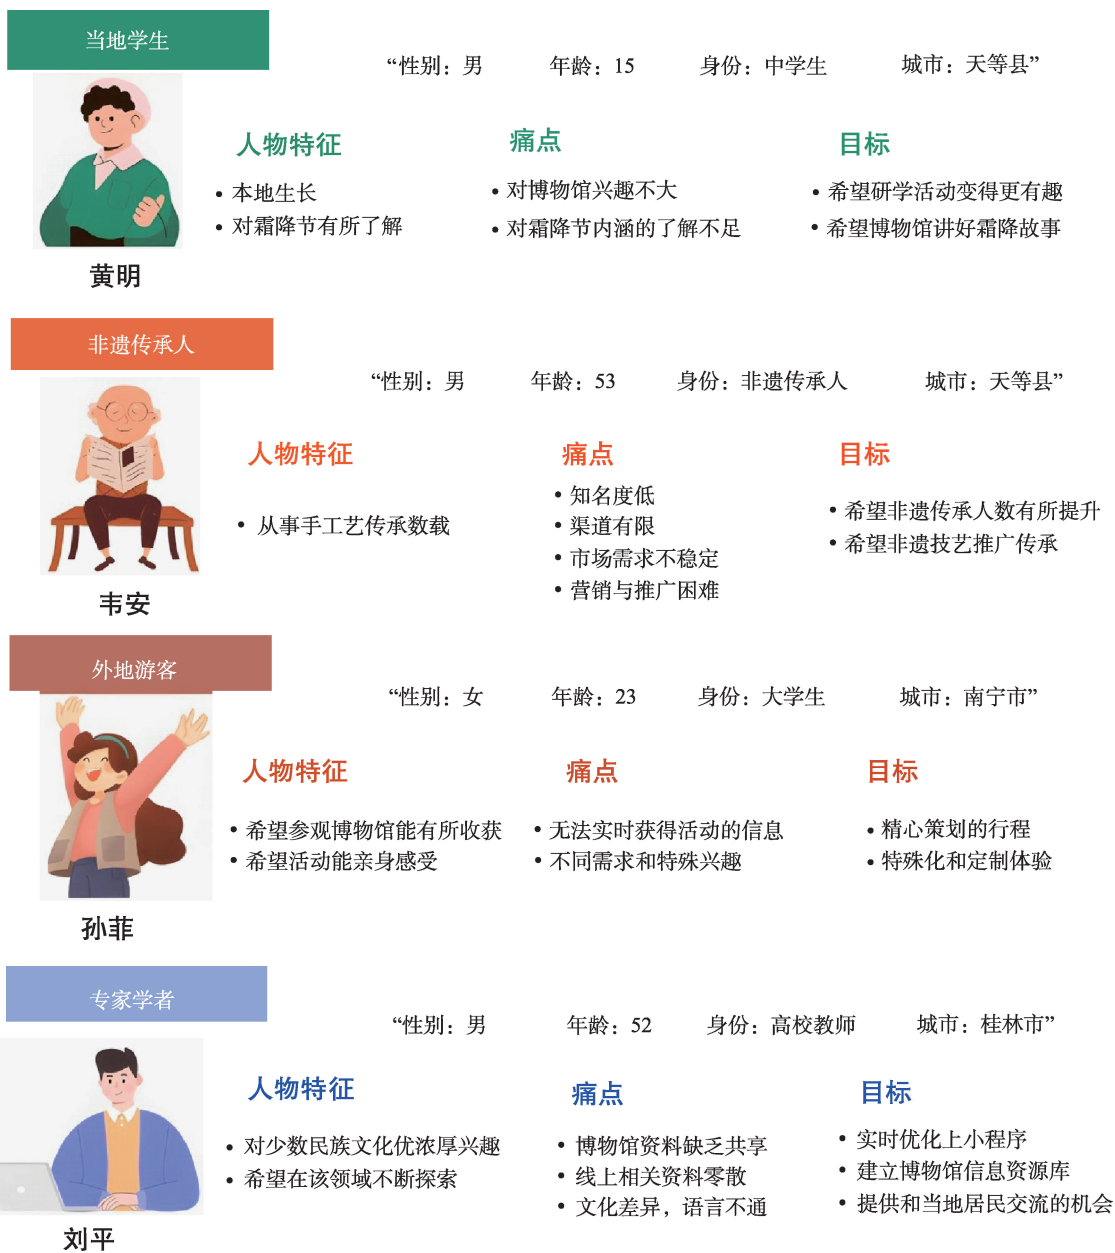 当地学生
“性别：男 年龄：15 身份：中学生 城市：天等县”
人物特征 痛点 目标
• 本地生长 • 对博物馆兴趣不大 • 希望研学活动变得更有趣
• 对霜降节有所了解 • 对霜降节内涵的了解不足 • 希望博物馆讲好霜降故事
黄明
非遗传承人
“性别：男 年龄：53 身份：非遗传承人 城市：天等县”
人物特征 痛点 目标
• 从事手工艺传承数载
• 知名度低
• 渠道有限
• 市场需求不稳定
• 营销与推广困难
• 希望非遗传承人数有所提升
• 希望非遗技艺推广传承
韦安
外地游客
“性别：女 年龄：23 身份：大学生 城市：南宁市”
人物特征 痛点 目标
• 希望参观博物馆能有所收获 • 无法实时获得活动的信息 • 精心策划的行程
• 希望活动能亲身感受 • 不同需求和特殊兴趣 • 特殊化和定制体验
孙菲
专家学者
“性别：男 年龄：52 身份：高校教师 城市：桂林市”
人物特征 痛点 目标
• 对少数民族文化优浓厚兴趣
• 希望在该领域不断探索
• 博物馆资料缺乏共享
• 线上相关资料零散
• 文化差异，语言不通
• 实时优化上小程序
• 建立博物馆信息资源库
• 提供和当地居民交流的机会
刘平